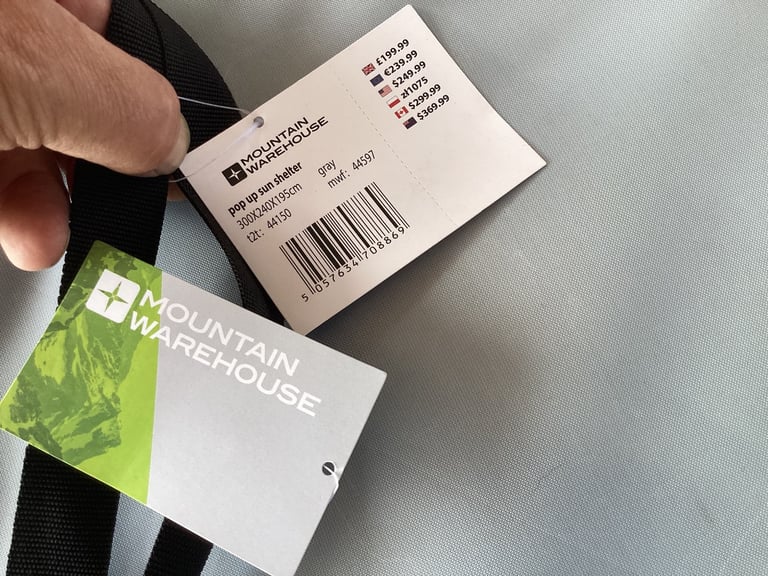 £199.99
€239.99
$249.99
zł1075
$299.99
$369.99
MOUNTAIN
WAREHOUSE
pop up sun shelter
300X240X195cm gray
t2t: 44150 mwf: 44597
5 057634 708869
MOUNTAIN
WAREHOUSE